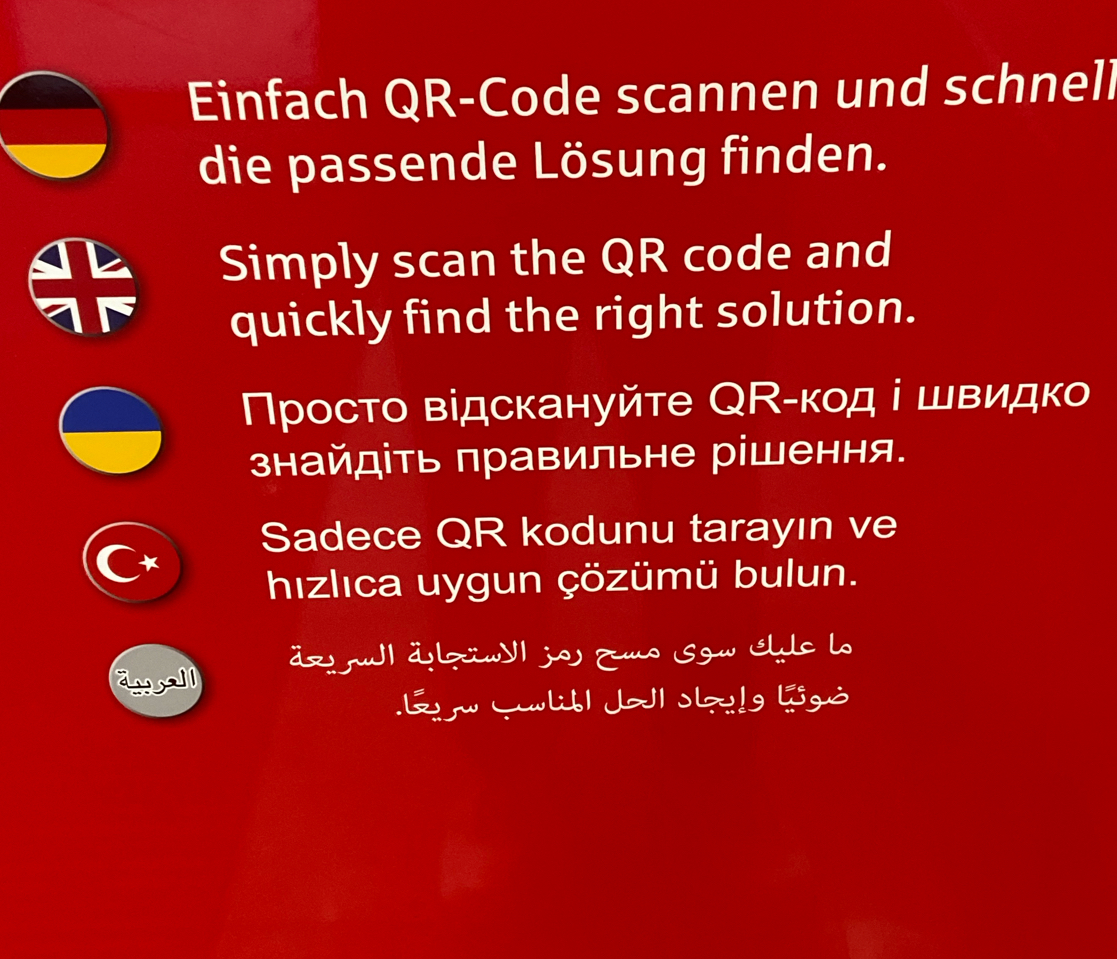 Einfach QR-Code scannen und schnell
die passende Lösung finden.
Simply scan the QR code and
quickly find the right solution.
Просто відскануйте QR-код і швидко
знайдіть правильне рішення.
Sadece QR kodunu tarayın ve
hızlıca uygun çözümü bulun.
العربية
ما عليك سوى مسح رمز الاستجابة السريعة
ضوئيًا وإيجاد الحل المناسب سريعًا.